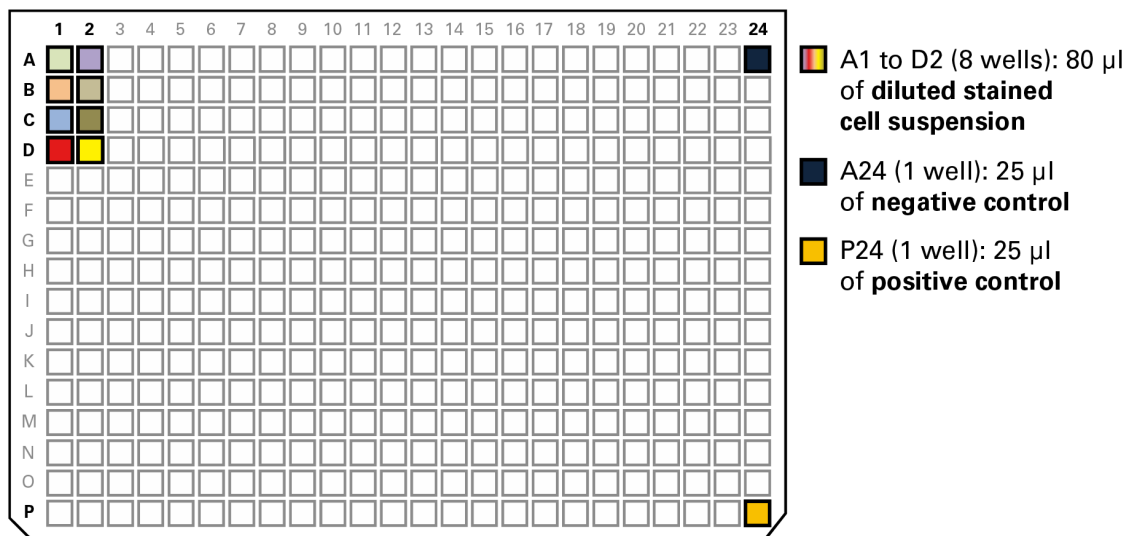 1 2 3 4 5 6 7 8 9 10 11 12 13 14 15 16 17 18 19 20 21 22 23 24
A
B
C
D
E
F
G
H
I
J
K
L
M
N
O
P
A1 to D2 (8 wells): 80 µl
of diluted stained
cell suspension
A24 (1 well): 25 µl
of negative control
P24 (1 well): 25 µl
of positive control